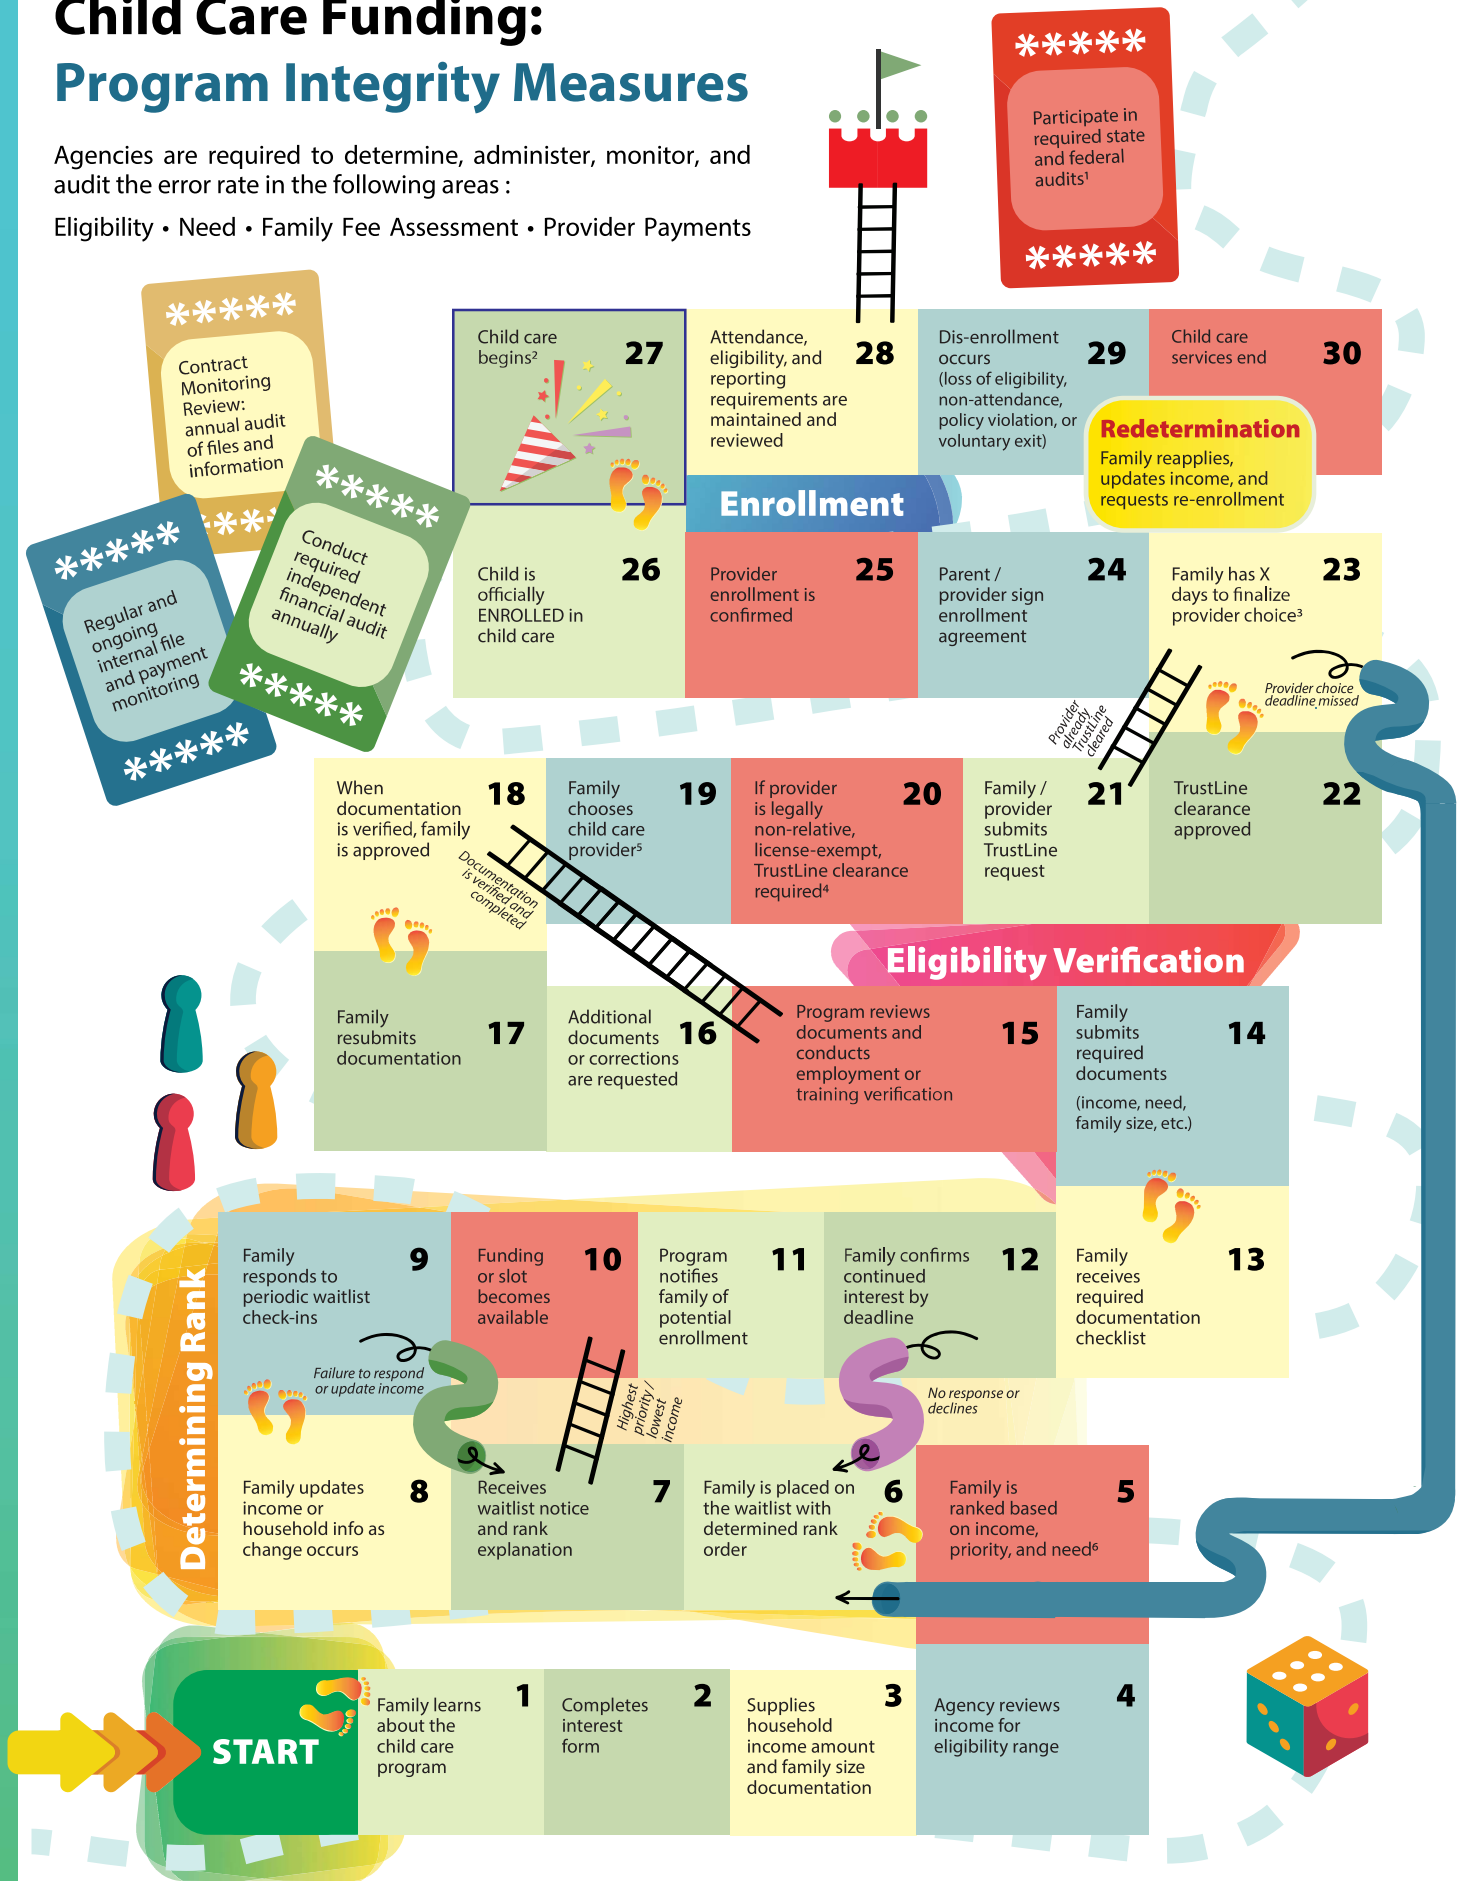 Child Care Funding:
Program Integrity Measures
Agencies are required to determine, administer, monitor, and
audit the error rate in the following areas :
Eligibility • Need • Family Fee Assessment • Provider Payments
*****
Participate in
required state
and federal
audits¹
*****
*****
Contract
Monitoring
Review:
annual audit
of files and
information
*****
Conduct
required
independent
financial audit
annually
*****
*****
Regular and
ongoing
internal file
and payment
monitoring
*****
Child care
begins²
27
Attendance,
eligibility, and
reporting
requirements are
maintained and
reviewed
28
Dis-enrollment
occurs
(loss of eligibility,
non-attendance,
policy violation, or
voluntary exit)
29
Child care
services end
30
Redetermination
Family reapplies,
updates income, and
requests re-enrollment
Enrollment
Child is
officially
ENROLLED in
child care
26
Provider
enrollment is
confirmed
25
Parent /
provider sign
enrollment
agreement
24
Family has X
days to finalize
provider choice³
23
Provider choice
deadline missed
Provider
already
TrustLine
cleared
When
documentation
is verified, family
is approved
18
Family
chooses
child care
provider⁵
19
If provider
is legally
non-relative,
license-exempt,
TrustLine clearance
required⁴
20
Family /
provider
submits
TrustLine
request
21
TrustLine
clearance
approved
22
Documentation
is verified and
completed
Eligibility Verification
Family
resubmits
documentation
17
Additional
documents
or corrections
are requested
16
Program reviews
documents and
conducts
employment or
training verification
15
Family
submits
required
documents
(income, need,
family size, etc.)
14
Determining Rank
Family
responds to
periodic waitlist
check-ins
9
Funding
or slot
becomes
available
10
Program
notifies
family of
potential
enrollment
11
Family confirms
continued
interest by
deadline
12
Family
receives
required
documentation
checklist
13
Failure to respond
or update income
Highest
priority /
lowest
income
No response or
declines
Family updates
income or
household info as
change occurs
8
Receives
waitlist notice
and rank
explanation
7
Family is placed on
the waitlist with
determined rank
order
6
Family is
ranked based
on income,
priority, and need⁶
5
START
Family learns
about the
child care
program
1
Completes
interest
form
2
Supplies
household
income amount
and family size
documentation
3
Agency reviews
income for
eligibility range
4